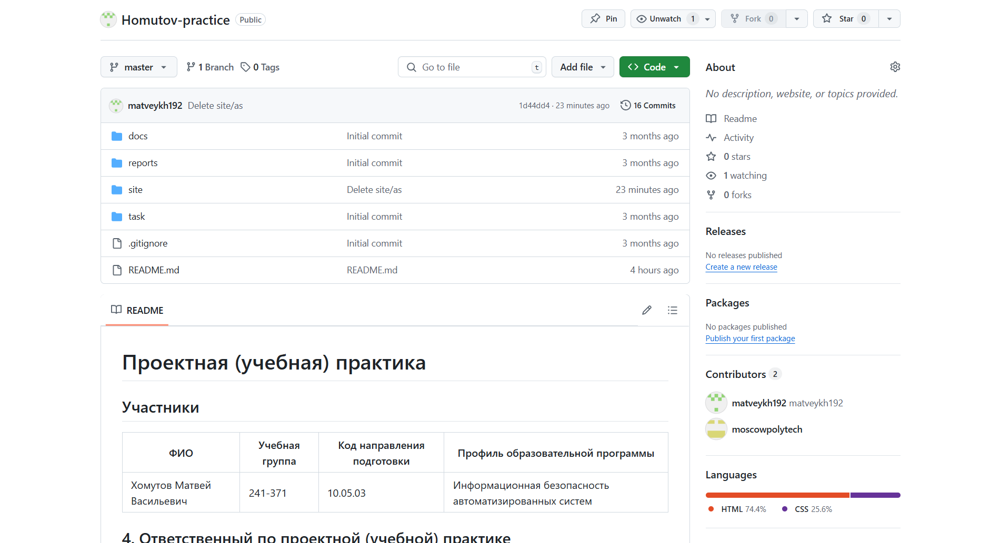 Homutov-practice Public
Pin
Unwatch 1
Fork 0
Star 0
master
1 Branch
0 Tags
Go to file t
Add file
Code
matveykh192 Delete site/as 1d44dd4 · 23 minutes ago 16 Commits
docs Initial commit 3 months ago
reports Initial commit 3 months ago
site Delete site/as 23 minutes ago
task Initial commit 3 months ago
.gitignore Initial commit 3 months ago
README.md README.md 4 hours ago
README
Проектная (учебная) практика
Участники
ФИО
Учебная
группа
Код направления
подготовки
Профиль образовательной программы
Хомутов Матвей
Васильевич
241-371
10.05.03
Информационная безопасность
автоматизированных систем
4. Ответственный по проектной (учебной) практике
About
No description, website, or topics provided.
Readme
Activity
0 stars
1 watching
0 forks
Releases
No releases published
Create a new release
Packages
No packages published
Publish your first package
Contributors 2
matveykh192 matveykh192
moscowpolytech
Languages
HTML 74.4% CSS 25.6%